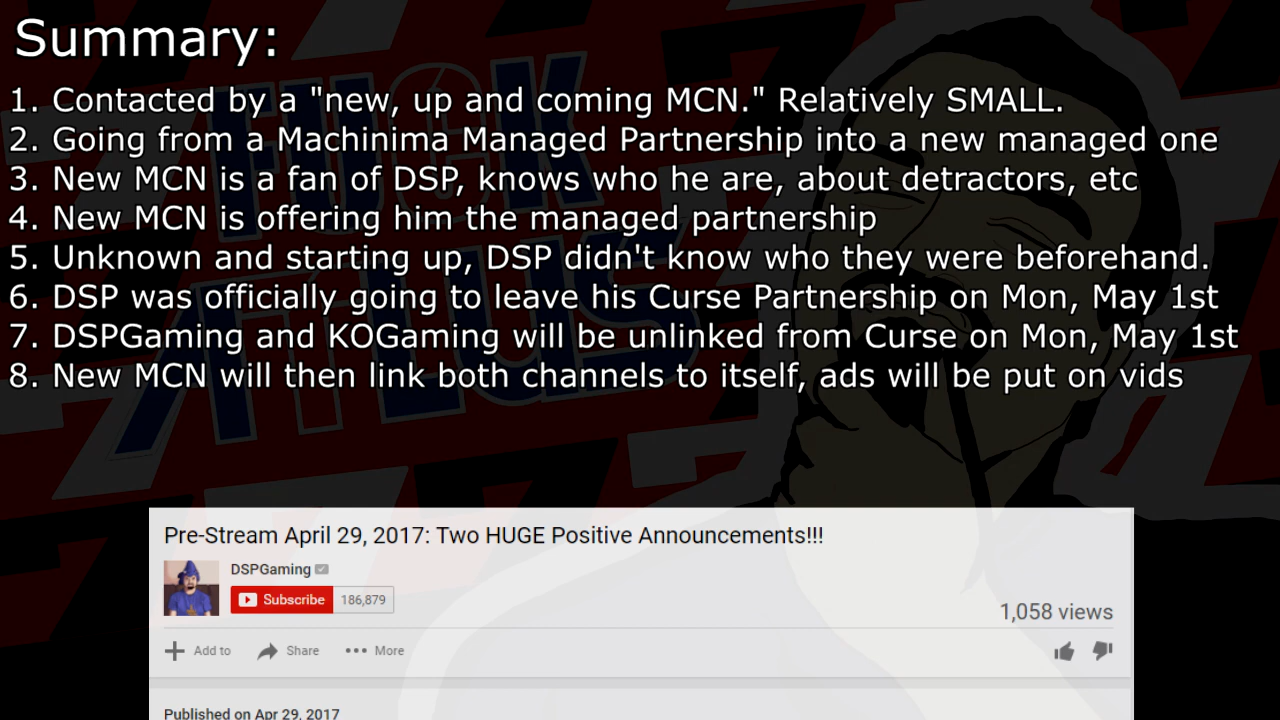 Summary:
1. Contacted by a "new, up and coming MCN." Relatively SMALL.
2. Going from a Machinima Managed Partnership into a new managed one
3. New MCN is a fan of DSP, knows who he are, about detractors, etc
4. New MCN is offering him the managed partnership
5. Unknown and starting up, DSP didn't know who they were beforehand.
6. DSP was officially going to leave his Curse Partnership on Mon, May 1st
7. DSPGaming and KOGaming will be unlinked from Curse on Mon, May 1st
8. New MCN will then link both channels to itself, ads will be put on vids
FUCK
ATLUS
Pre-Stream April 29, 2017: Two HUGE Positive Announcements!!!
DSPGaming
Subscribe 186,879
1,058 views
Add to Share More
Published on Apr 29, 2017